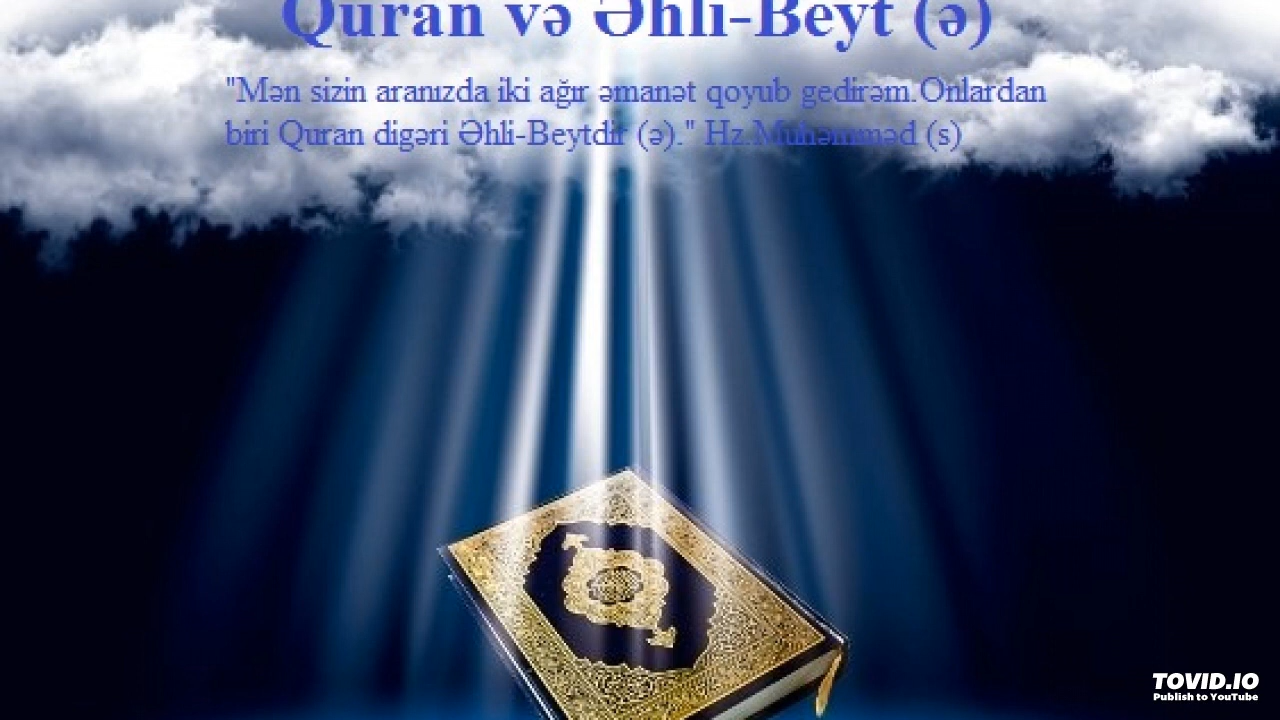 Quran və Əhli-Beyt (ə)
"Mən sizin aranızda iki ağır əmanət qoyub gedirəm.Onlardan
biri Quran digəri Əhli-Beytdir (ə)." Hz.Muhəmməd (s)
TOVID.IO
Publish to YouTube